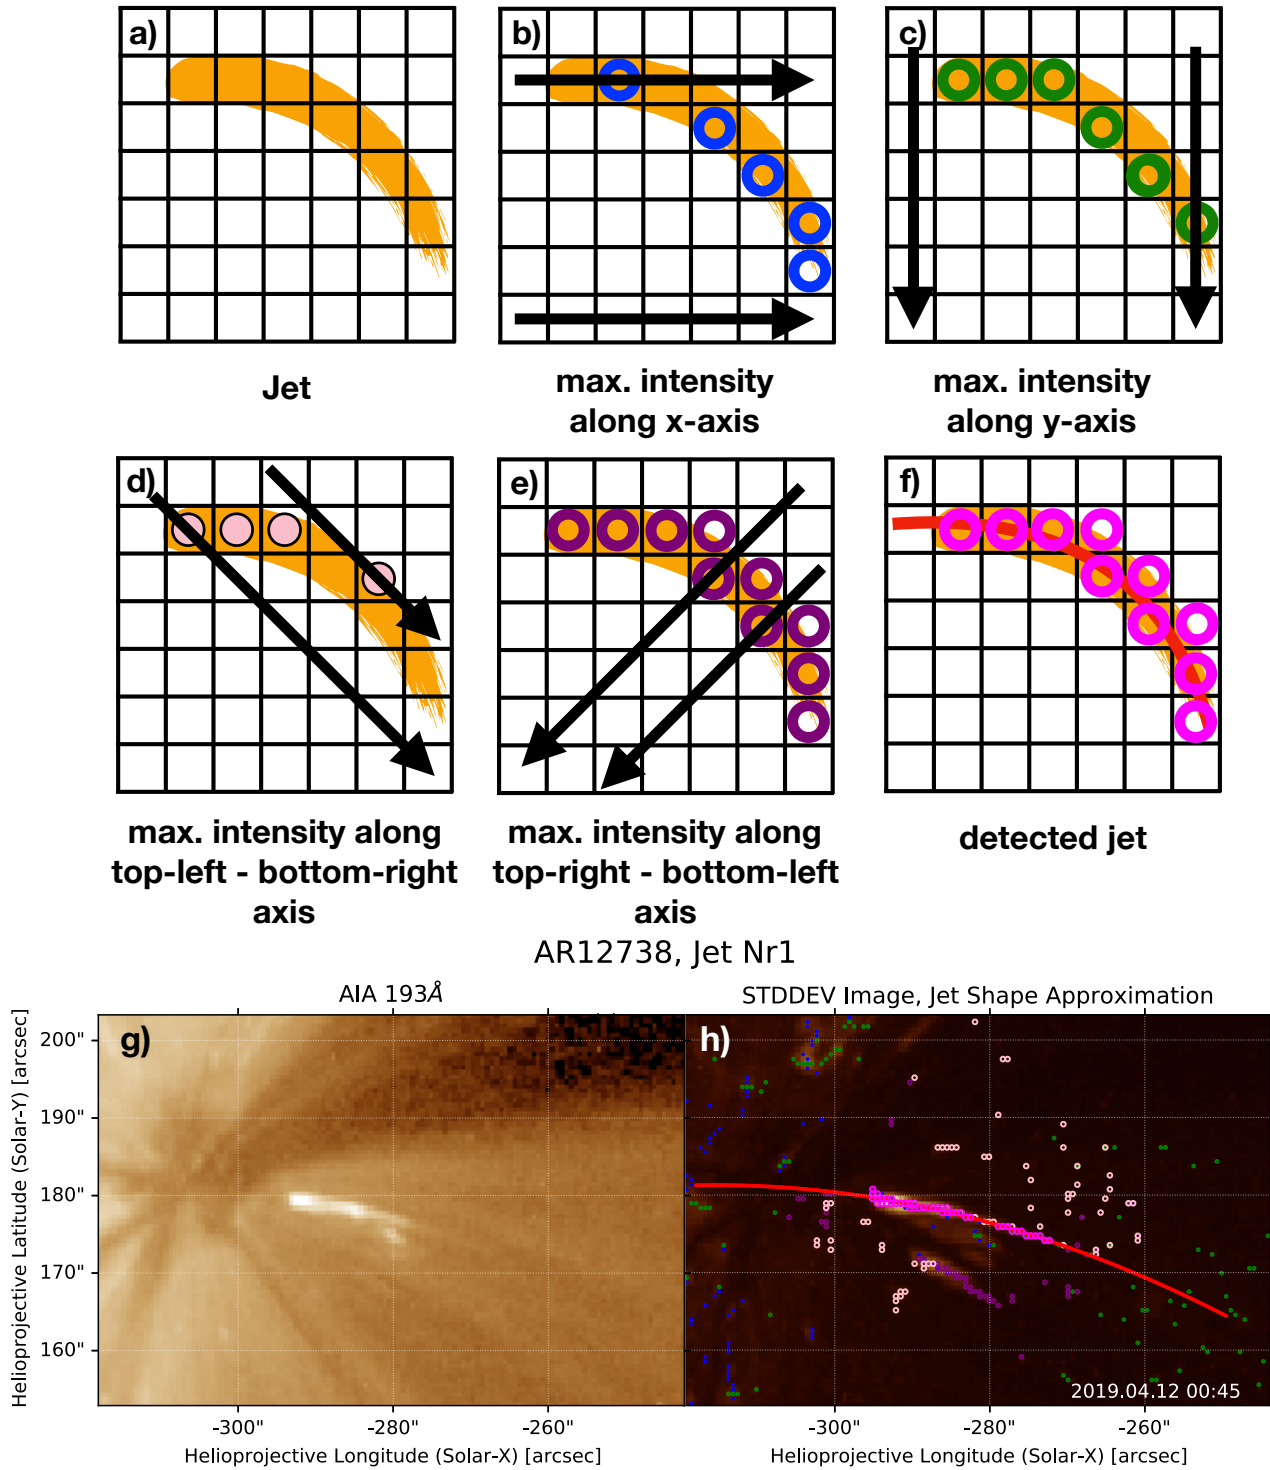 a)
b)
c)
Jet
max. intensity
along x-axis
max. intensity
along y-axis
d)
e)
f)
max. intensity along
top-left - bottom-right
axis
max. intensity along
top-right - bottom-left
axis
detected jet
AR12738, Jet Nr1
AIA 193Å
STDDEV Image, Jet Shape Approximation
g)
h)
200"
190"
180"
170"
160"
Helioprojective Latitude (Solar-Y) [arcsec]
2019.04.12 00:45
-300"
-280"
-260"
-300"
-280"
-260"
Helioprojective Longitude (Solar-X) [arcsec]
Helioprojective Longitude (Solar-X) [arcsec]